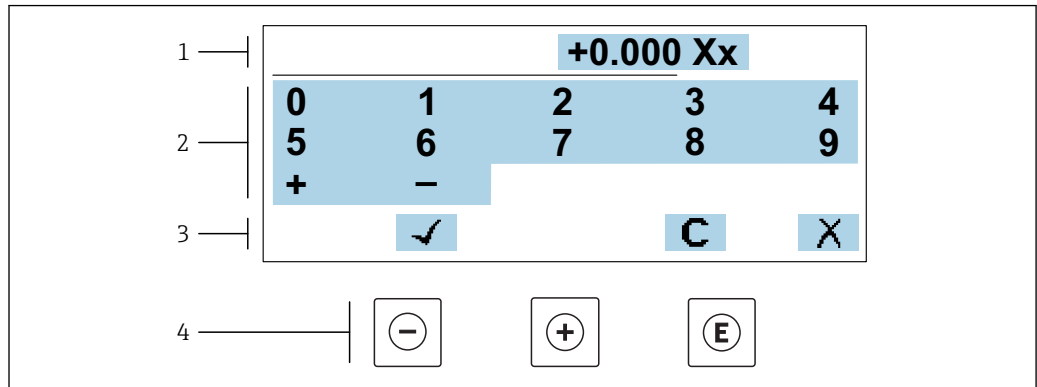 1 +0.000 Xx
0 1 2 3 4
2 5 6 7 8 9
+ −
3 ✓ C X
4 − + E